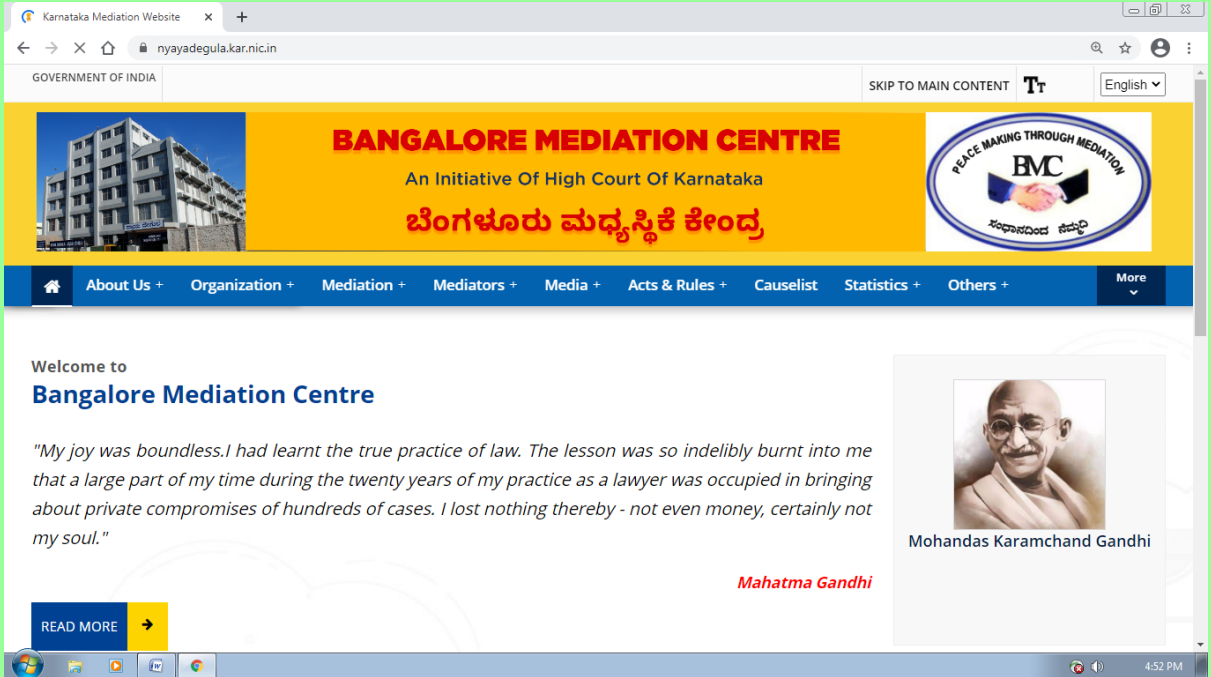 Karnataka Mediation Website
nyayadegula.kar.nic.in
GOVERNMENT OF INDIA
SKIP TO MAIN CONTENT
TT
English
BANGALORE MEDIATION CENTRE
An Initiative Of High Court Of Karnataka
ಬೆಂಗಳೂರು ಮಧ್ಯಸ್ಥಿಕೆ ಕೇಂದ್ರ
PEACE MAKING THROUGH MEDIATION
BMC
ಸಂಧಾನದಿಂದ ನೆಮ್ಮದಿ
About Us +
Organization +
Mediation +
Mediators +
Media +
Acts & Rules +
Causelist
Statistics +
Others +
More
Welcome to
Bangalore Mediation Centre
"My joy was boundless.I had learnt the true practice of law. The lesson was so indelibly burnt into me
that a large part of my time during the twenty years of my practice as a lawyer was occupied in bringing
about private compromises of hundreds of cases. I lost nothing thereby - not even money, certainly not
my soul."
Mahatma Gandhi
READ MORE
Mohandas Karamchand Gandhi
4:52 PM